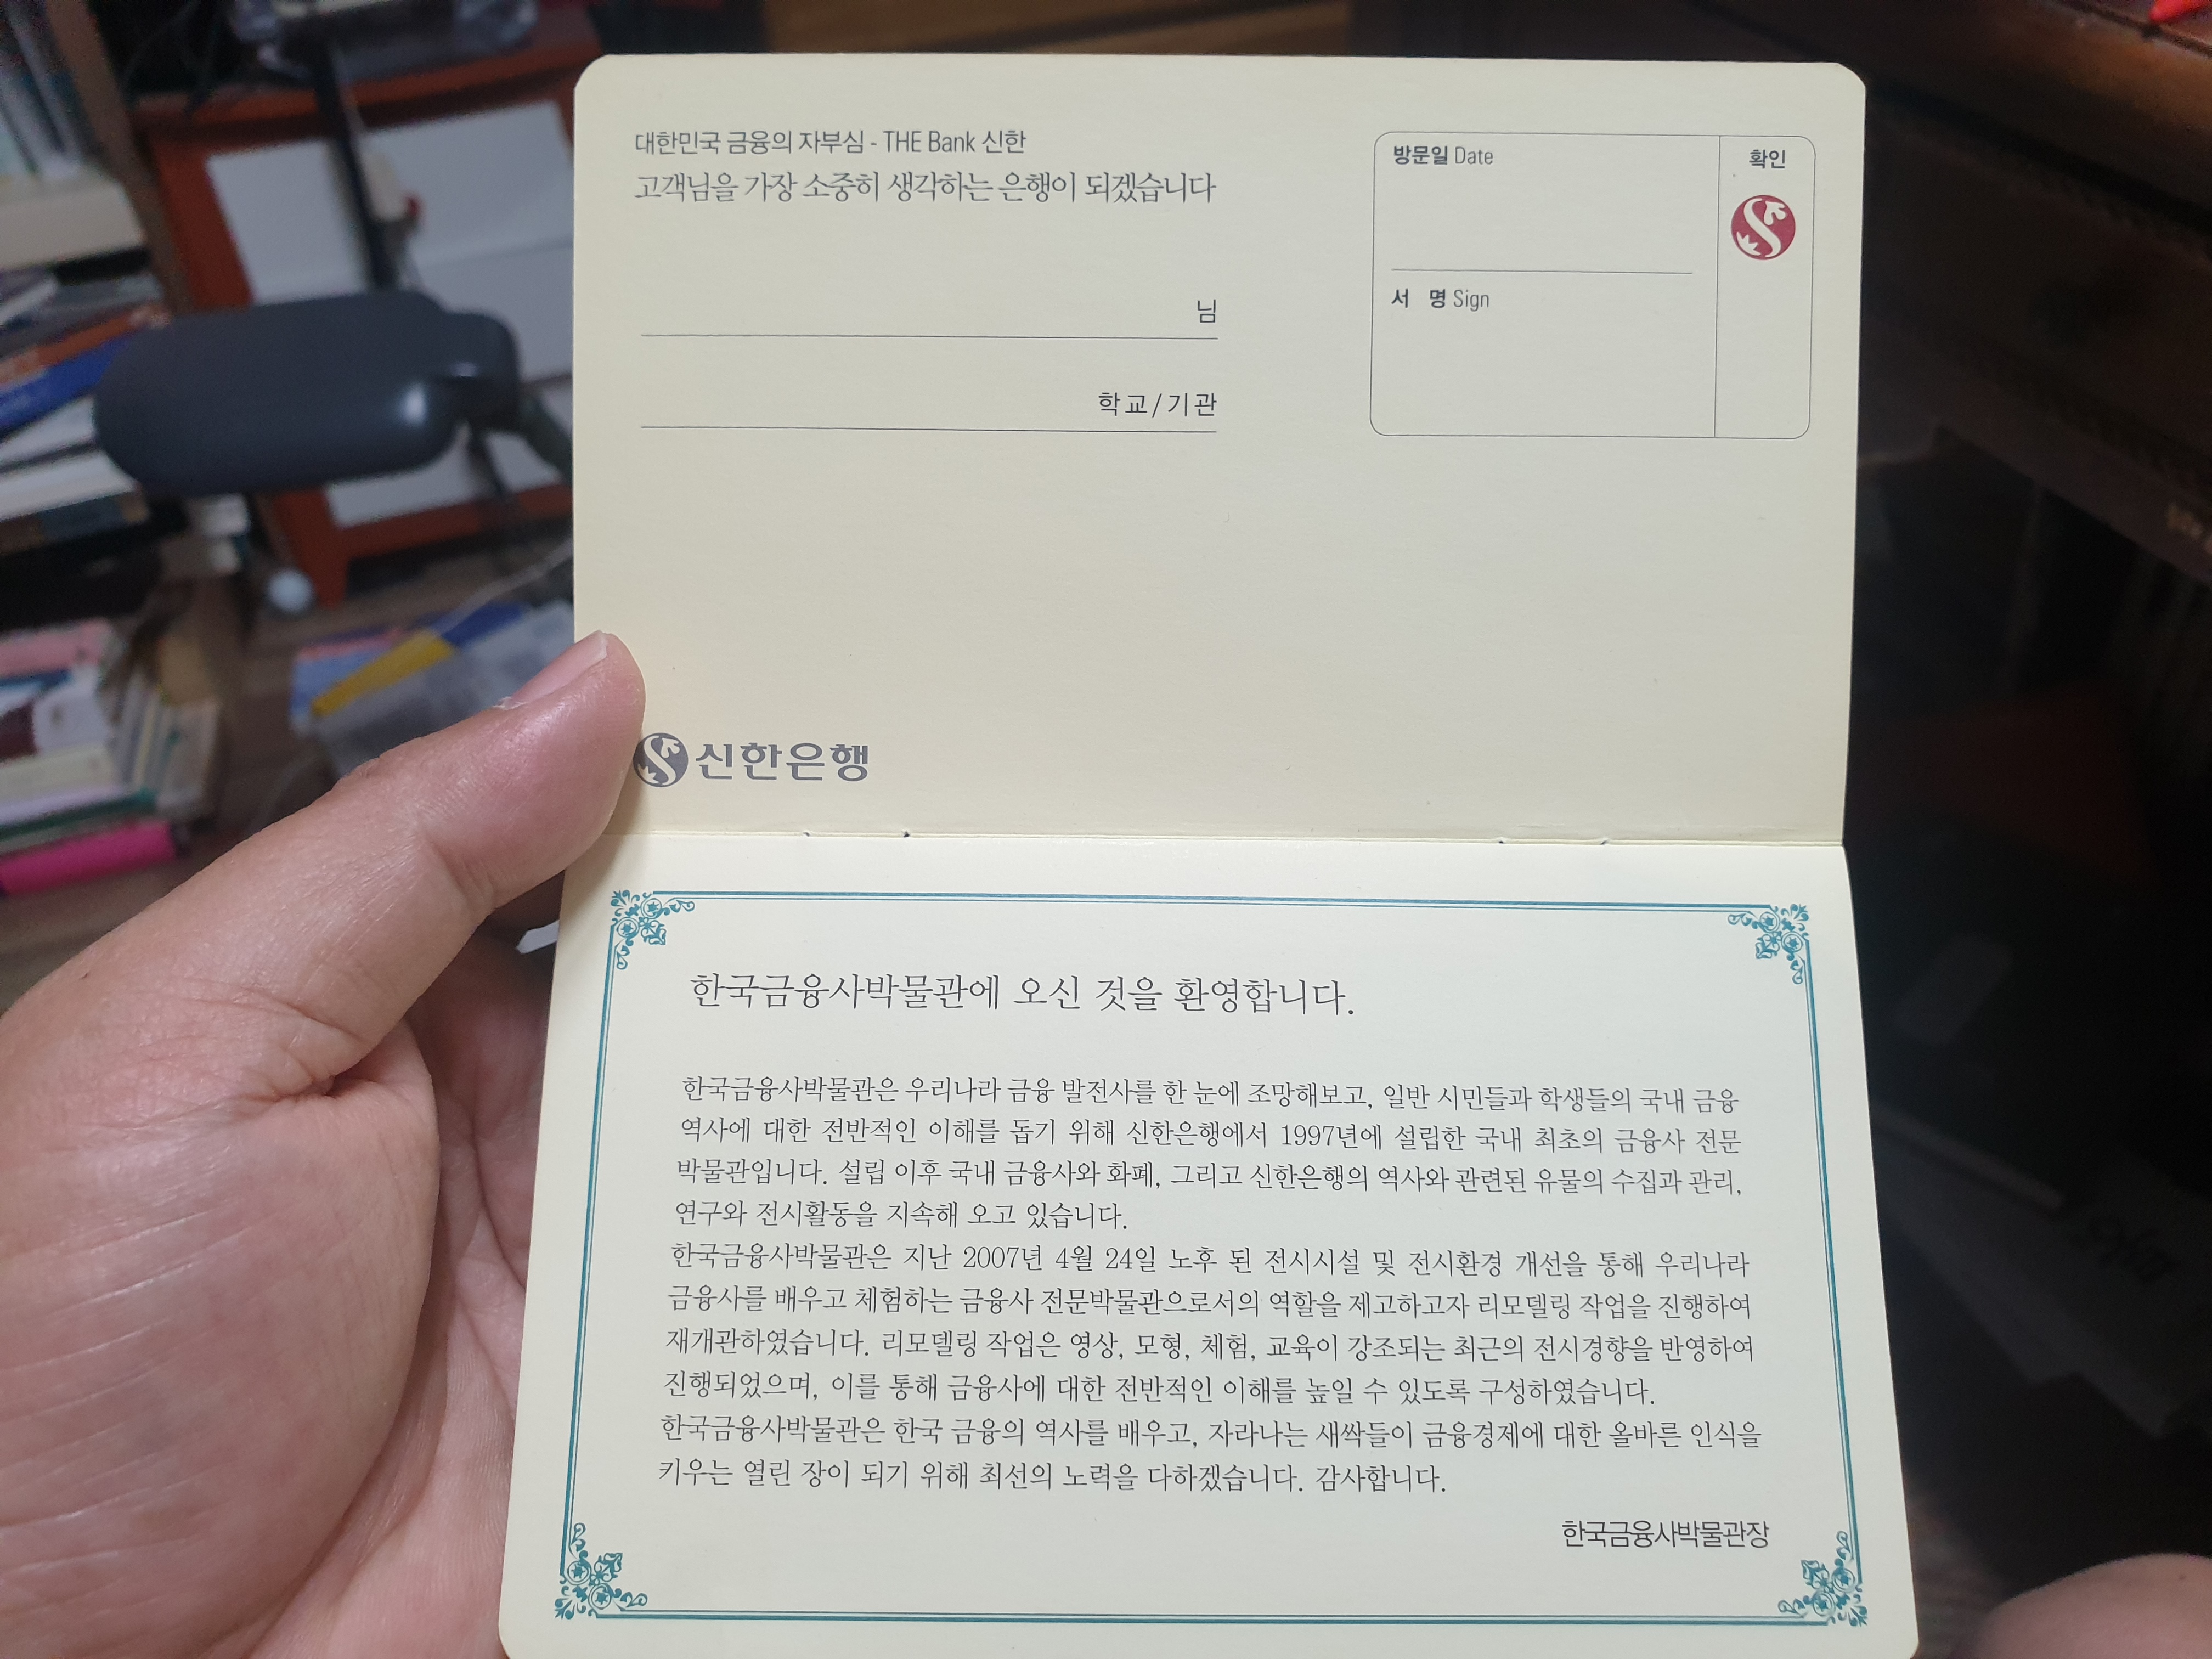 대한민국 금융의 자부심 - THE Bank 신한
고객님을 가장 소중히 생각하는 은행이 되겠습니다
님
학교/기관
방문일 Date
서 명 Sign
확인
신한은행
한국금융사박물관에 오신 것을 환영합니다.
한국금융사박물관은 우리나라 금융 발전사를 한 눈에 조망해보고, 일반 시민들과 학생들의 국내 금융
역사에 대한 전반적인 이해를 돕기 위해 신한은행에서 1997년에 설립한 국내 최초의 금융사 전문
박물관입니다. 설립 이후 국내 금융사와 화폐, 그리고 신한은행의 역사와 관련된 유물의 수집과 관리,
연구와 전시활동을 지속해 오고 있습니다.
한국금융사박물관은 지난 2007년 4월 24일 노후 된 전시시설 및 전시환경 개선을 통해 우리나라
금융사를 배우고 체험하는 금융사 전문박물관으로서의 역할을 제고하고자 리모델링 작업을 진행하여
재개관하였습니다. 리모델링 작업은 영상, 모형, 체험, 교육이 강조되는 최근의 전시경향을 반영하여
진행되었으며, 이를 통해 금융사에 대한 전반적인 이해를 높일 수 있도록 구성하였습니다.
한국금융사박물관은 한국 금융의 역사를 배우고, 자라나는 새싹들이 금융경제에 대한 올바른 인식을
키우는 열린 장이 되기 위해 최선의 노력을 다하겠습니다. 감사합니다.
한국금융사박물관장